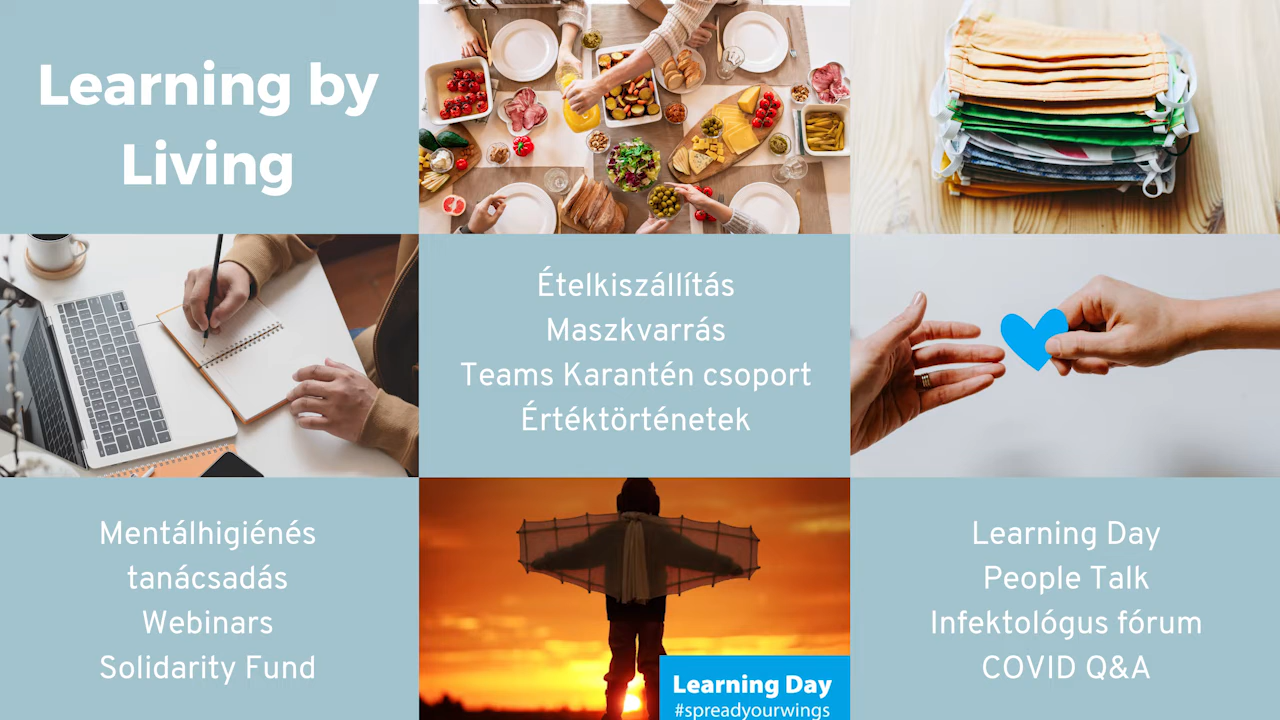 Learning by
Living
Ételkiszállítás
Maszkvarrás
Teams Karantén csoport
Értéktörténetek
Mentálhigiénés
tanácsadás
Webinars
Solidarity Fund
Learning Day
#spreadyourwings
Learning Day
People Talk
Infektológus fórum
COVID Q&A